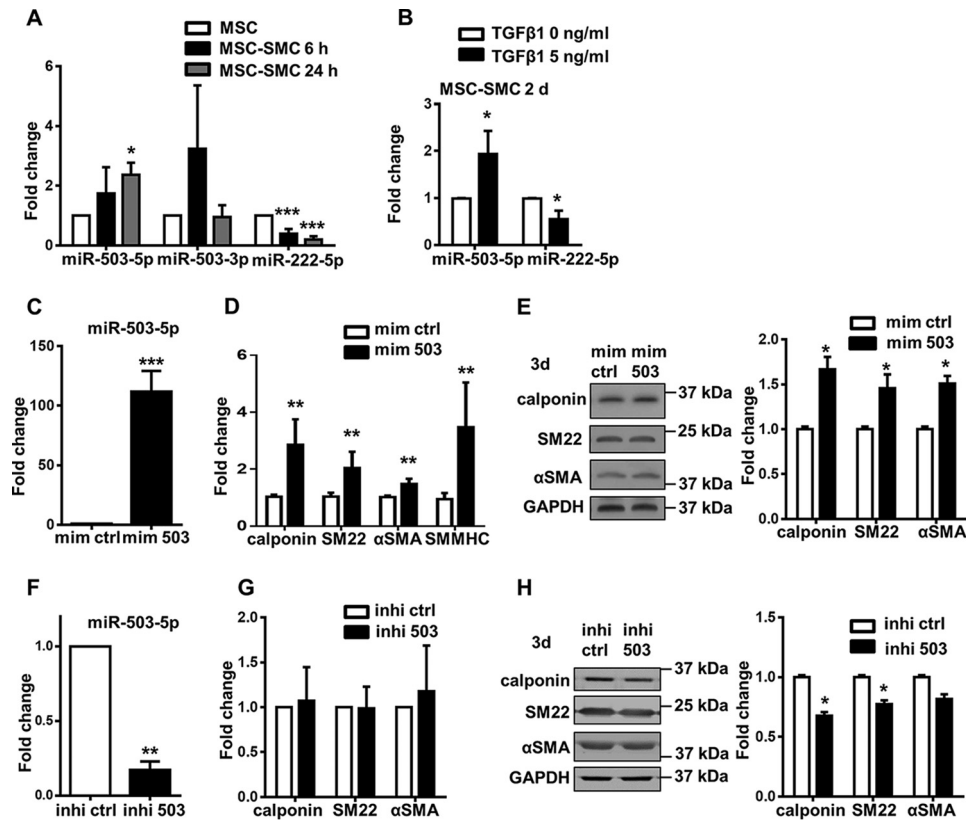 A
MSC
MSC-SMC 6 h
MSC-SMC 24 h
Fold change
6
4
2
0
*
***
***
miR-503-5p miR-503-3p miR-222-5p
B
TGFβ1 0 ng/ml
TGFβ1 5 ng/ml
MSC-SMC 2 d
Fold change
3
2
1
0
*
*
miR-503-5p miR-222-5p
C
miR-503-5p
Fold change
150
100
50
0
***
mim ctrl mim 503
D
mim ctrl
mim 503
Fold change
6
4
2
0
**
**
**
**
calponin SM22 αSMA SMMHC
E
3d
mim mim
ctrl 503
calponin
37 kDa
SM22
25 kDa
αSMA
37 kDa
GAPDH
37 kDa
mim ctrl
mim 503
Fold change
2.0
1.5
1.0
0.5
0.0
*
*
*
calponin SM22 αSMA
F
miR-503-5p
Fold change
1.0
0.5
0.0
**
inhi ctrl inhi 503
G
inhi ctrl
inhi 503
Fold change
2.0
1.5
1.0
0.5
0.0
calponin SM22 αSMA
H
3d
inhi inhi
ctrl 503
calponin
37 kDa
SM22
25 kDa
αSMA
37 kDa
GAPDH
37 kDa
inhi ctrl
inhi 503
Fold change
1.5
1.0
0.5
0.0
*
*
calponin SM22 αSMA